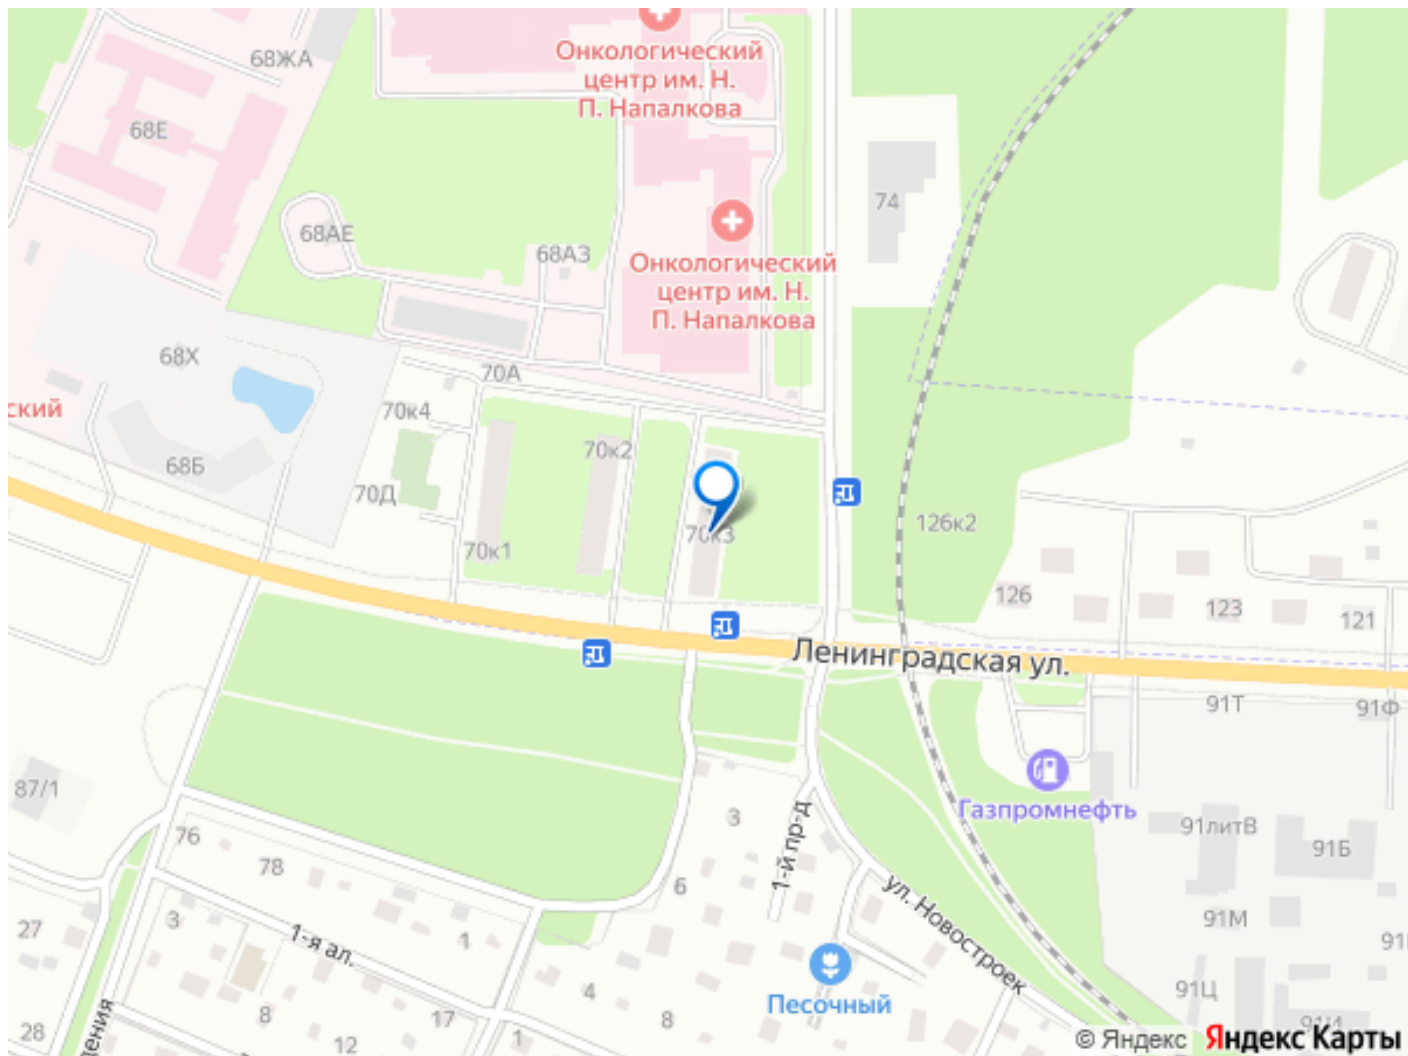 68ЖА
Онкологический
центр им. Н.
П. Напалкова
68Е
74
68АЕ
68АЗ
Онкологический
центр им. Н.
П. Напалкова
68Х
70А
ский
70к4
70к2
68Б
70Д
70к3
126к2
70к1
126
123
121
Ленинградская ул.
91Т
91Ф
87/1
Газпромнефть
3
1-й пр-д
91литВ
76
91Б
78
6
ул. Новостроек
3
27
1
91М
1-я ал.
Песочный
4
91Ц
8
17
8
28
12
1
дения
© Яндекс
Яндекс Карты